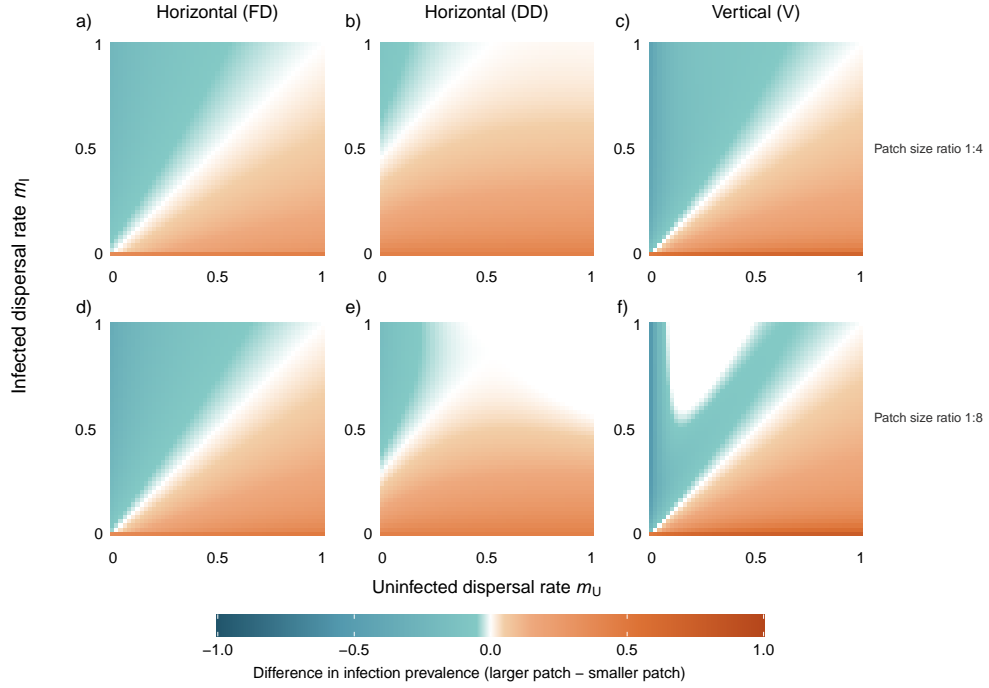 Horizontal (FD)
Horizontal (DD)
Vertical (V)
a)
b)
c)
1
0.5
0
0
0.5
1
1
0.5
0
0
0.5
1
1
0.5
0
0
0.5
1
Patch size ratio 1:4
Infected dispersal rate mI
d)
e)
f)
1
0.5
0
0
0.5
1
1
0.5
0
0
0.5
1
1
0.5
0
0
0.5
1
Patch size ratio 1:8
Uninfected dispersal rate mU
−1.0
−0.5
0.0
0.5
1.0
Difference in infection prevalence (larger patch − smaller patch)